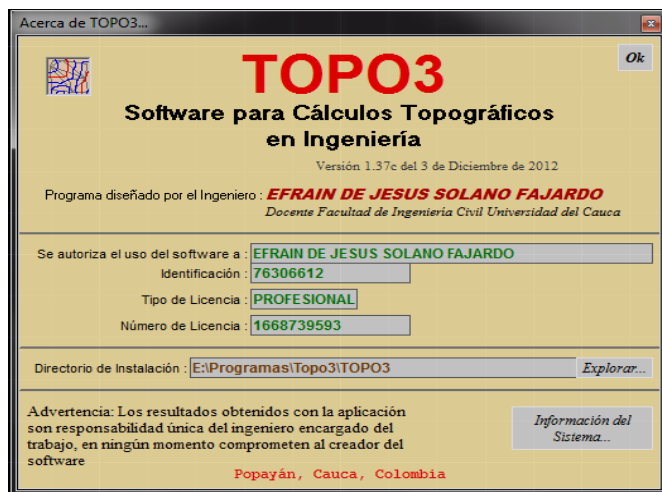 Acerca de TOPO3...
Ok
TOPO3
Software para Cálculos Topográficos
en Ingeniería
Versión 1.37c del 3 de Diciembre de 2012
Programa diseñado por el Ingeniero : EFRAIN DE JESUS SOLANO FAJARDO
Docente Facultad de Ingeniería Civil Universidad del Cauca
Se autoriza el uso del software a : EFRAIN DE JESUS SOLANO FAJARDO
Identificación : 76306612
Tipo de Licencia : PROFESIONAL
Número de Licencia : 1668739593
Directorio de Instalación : E:\Programas\Topo3\TOPO3 Explorar...
Advertencia: Los resultados obtenidos con la aplicación
son responsabilidad única del ingeniero encargado del
trabajo, en ningún momento comprometen al creador del
software
Información del
Sistema...
Popayán, Cauca, Colombia